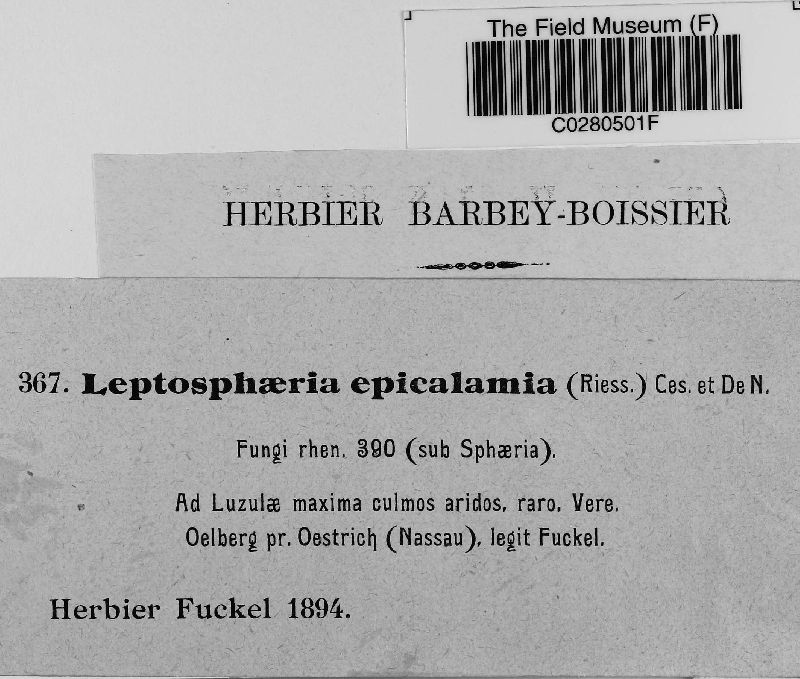 The Field Museum (F)
C0280501F
HERBIER BARBEY-BOISSIER
367. Leptosphæria epicalamia (Riess.) Ces. et De N.
Fungi rhen. 390 (sub Sphæria).
Ad Luzulæ maxima culmos aridos, raro, Vere.
Oelberg pr. Oestrich (Nassau), legit Fuckel.
Herbier Fuckel 1894.